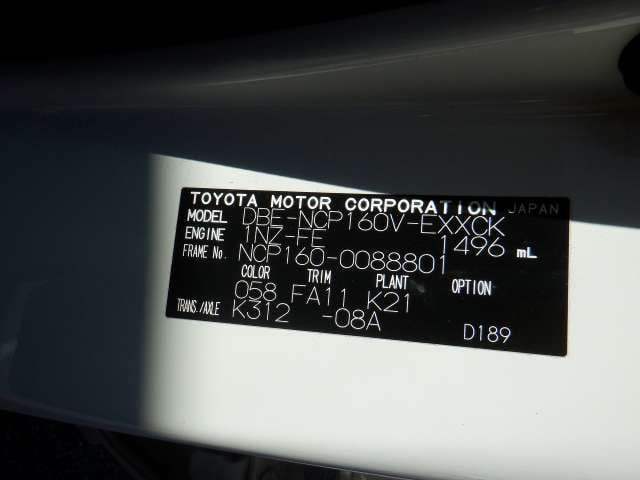 TOYOTA MOTOR CORPORATION JAPAN
MODEL DBE-NCP160V-EXXCK
ENGINE 1NZ-FE 1496 mL
FRAME No. NCP160-0088801
COLOR TRIM PLANT OPTION
058 FA11 K21
TRANS./AXLE K312 -08A
D189